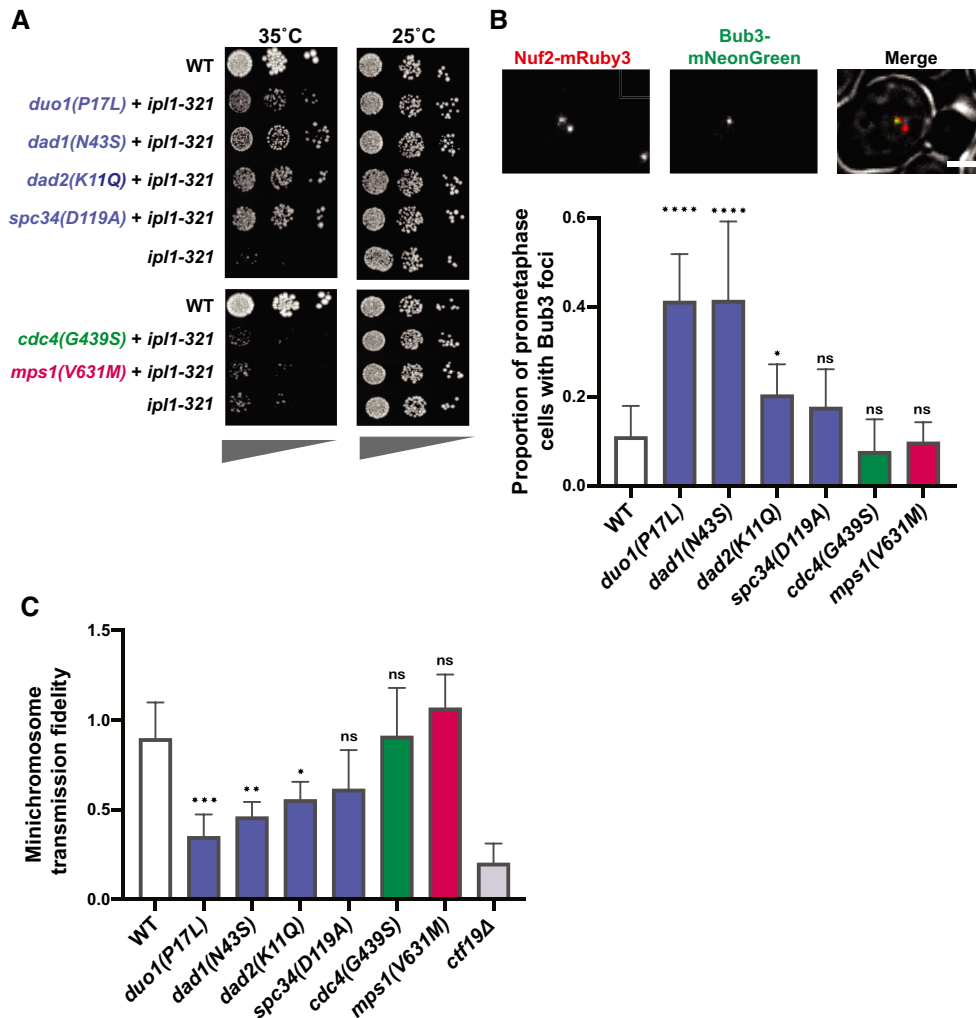 A
35˚C
25˚C
WT
duo1(P17L) + ipl1-321
dad1(N43S) + ipl1-321
dad2(K11Q) + ipl1-321
spc34(D119A) + ipl1-321
ipl1-321
WT
cdc4(G439S) + ipl1-321
mps1(V631M) + ipl1-321
ipl1-321
B
Nuf2-mRuby3
Bub3-
mNeonGreen
Merge
Proportion of prometaphase
cells with Bub3 foci
0.6
0.4
0.2
0.0
****
****
*
ns
ns
ns
WT
duo1(P17L)
dad1(N43S)
dad2(K11Q)
spc34(D119A)
cdc4(G439S)
mps1(V631M)
C
Minichromosome
transmission fidelity
1.5
1.0
0.5
0.0
***
**
*
ns
ns
ns
WT
duo1(P17L)
dad1(N43S)
dad2(K11Q)
spc34(D119A)
cdc4(G439S)
mps1(V631M)
ctf19Δ